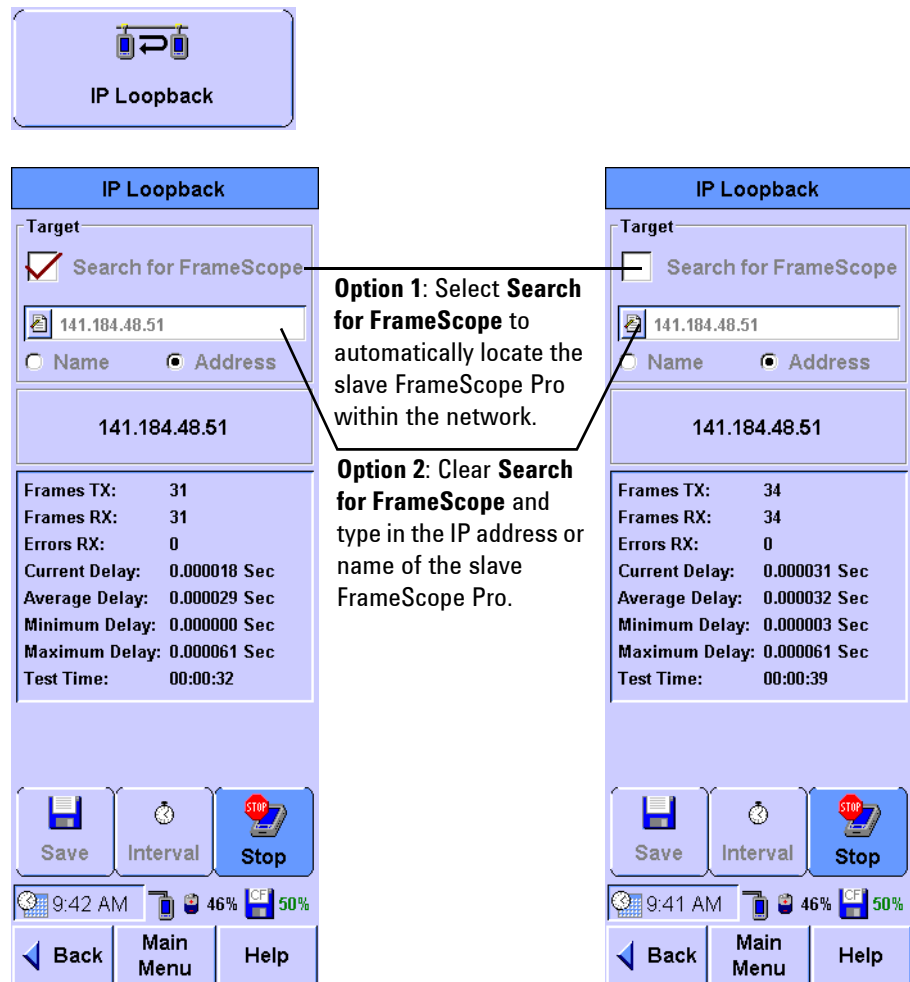 IP Loopback
IP Loopback
Target
Search for FrameScope
141.184.48.51
Name Address
141.184.48.51
Frames TX: 31
Frames RX: 31
Errors RX: 0
Current Delay: 0.000018 Sec
Average Delay: 0.000029 Sec
Minimum Delay: 0.000000 Sec
Maximum Delay: 0.000061 Sec
Test Time: 00:00:32
Save Interval STOP Stop
9:42 AM 46% CF 50%
Back Main Menu Help
Option 1: Select Search
for FrameScope to
automatically locate the
slave FrameScope Pro
within the network.
Option 2: Clear Search
for FrameScope and
type in the IP address or
name of the slave
FrameScope Pro.
IP Loopback
Target
Search for FrameScope
141.184.48.51
Name Address
141.184.48.51
Frames TX: 34
Frames RX: 34
Errors RX: 0
Current Delay: 0.000031 Sec
Average Delay: 0.000032 Sec
Minimum Delay: 0.000003 Sec
Maximum Delay: 0.000061 Sec
Test Time: 00:00:39
Save Interval STOP Stop
9:41 AM 46% CF 50%
Back Main Menu Help